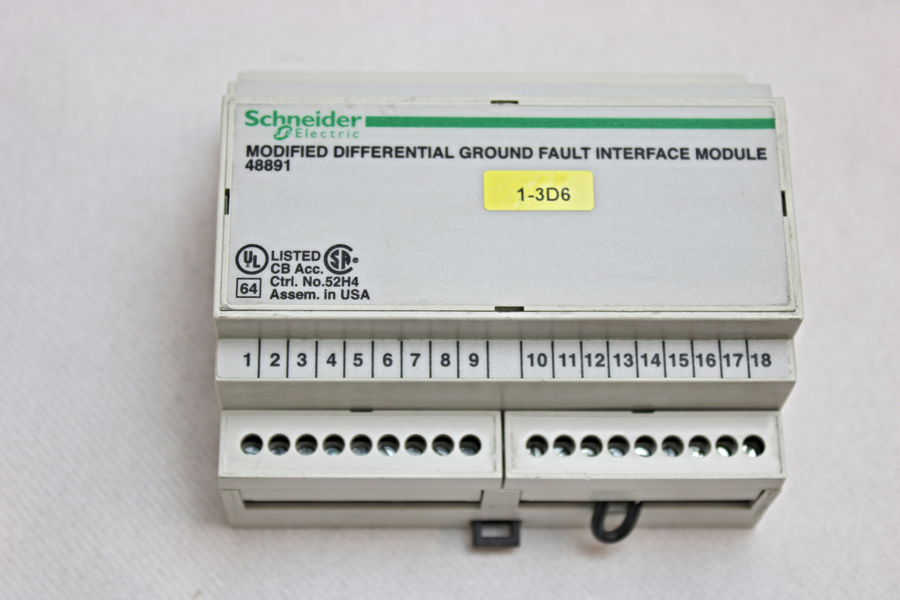 Schneider
Electric
MODIFIED DIFFERENTIAL GROUND FAULT INTERFACE MODULE
48891
1-3D6
UL LISTED SA®
CB Acc.
64 Ctrl. No.52H4
Assem. in USA
1 2 3 4 5 6 7 8 9 10 11 12 13 14 15 16 17 18